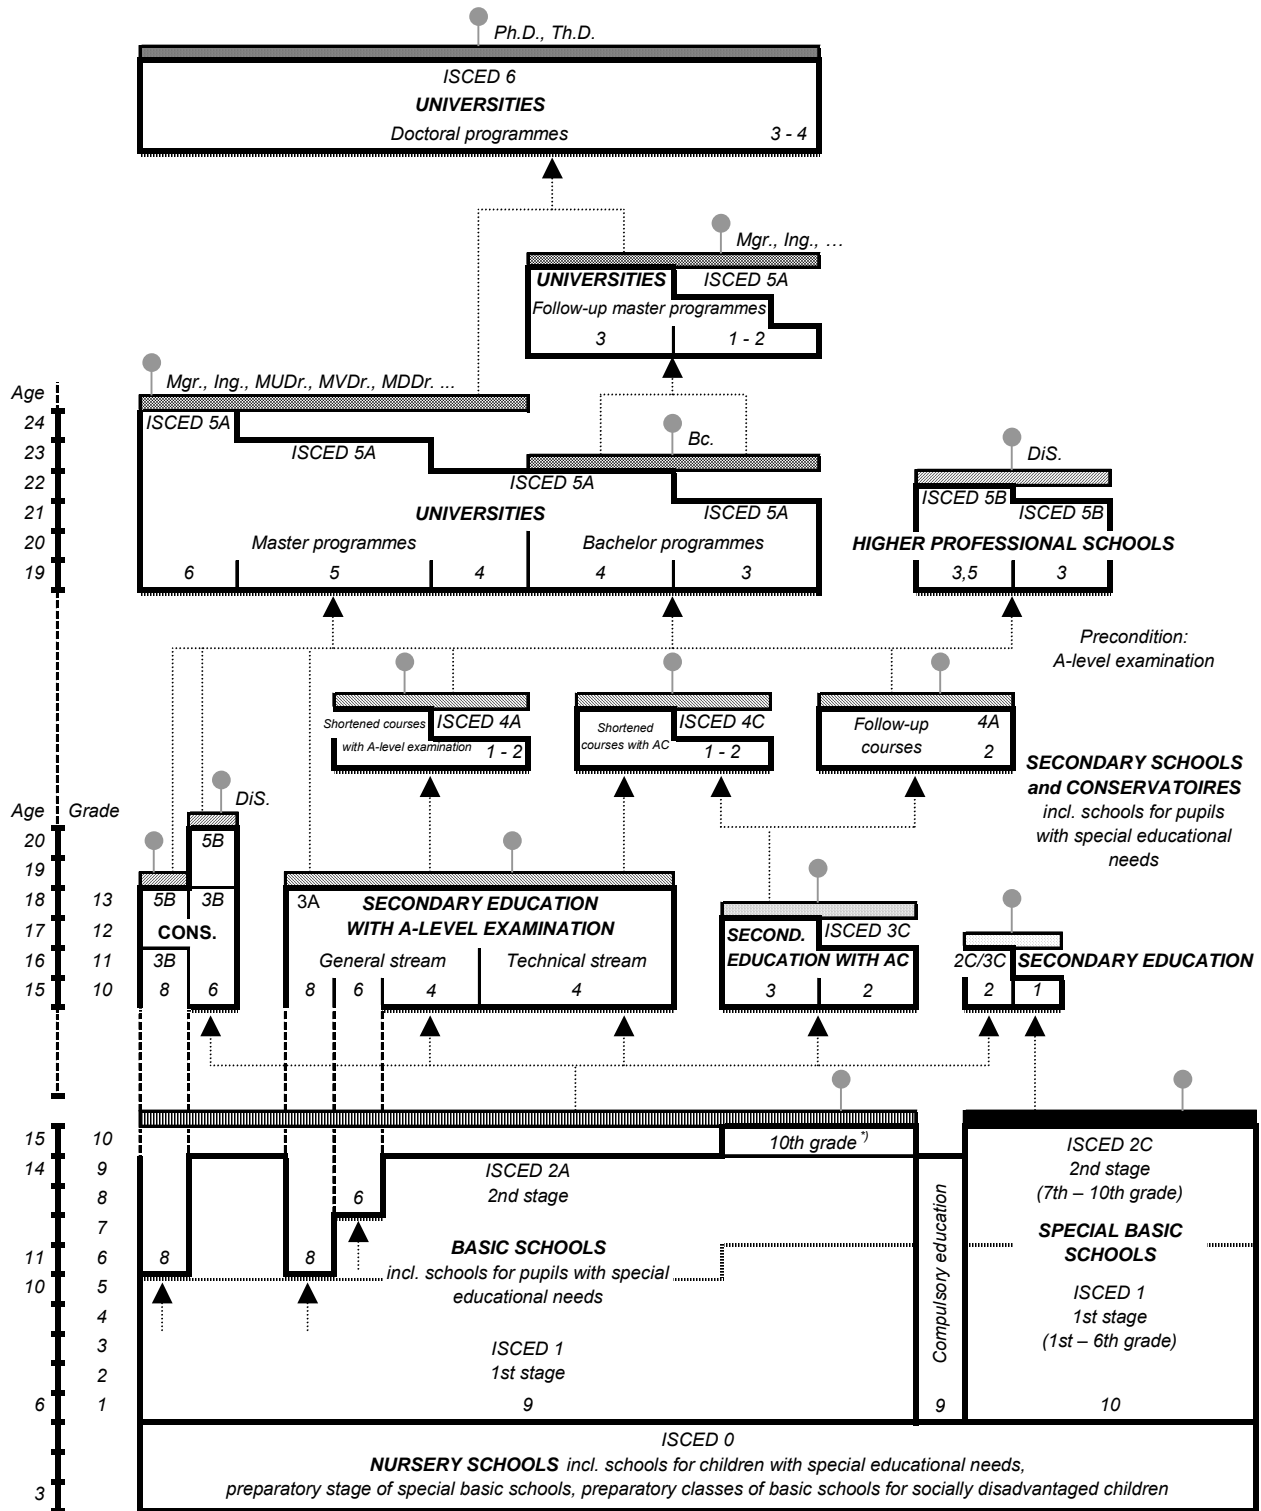 Ph.D., Th.D.
ISCED 6
UNIVERSITIES
Doctoral programmes 3 - 4
Mgr., Ing., …
UNIVERSITIES ISCED 5A
Follow-up master programmes
3 1 - 2
Mgr., Ing., MUDr., MVDr., MDDr. ...
Age
24 ISCED 5A
Bc.
23 ISCED 5A
DiS.
22 ISCED 5A
ISCED 5B
21 UNIVERSITIES ISCED 5A ISCED 5B
20 Master programmes Bachelor programmes HIGHER PROFESSIONAL SCHOOLS
19 6 5 4 4 3 3,5 3
Precondition:
A-level examination
Shortened courses ISCED 4A
with A-level examination 1 - 2
Shortened ISCED 4C
courses with AC 1 - 2
Follow-up 4A
courses 2
SECONDARY SCHOOLS
and CONSERVATOIRES
incl. schools for pupils
with special educational
needs
DiS.
Age Grade
20 5B
19
18 13 5B 3B 3A SECONDARY EDUCATION
17 12 CONS. WITH A-LEVEL EXAMINATION SECOND. ISCED 3C
16 11 3B General stream Technical stream EDUCATION WITH AC 2C/3C SECONDARY EDUCATION
15 10 8 6 8 6 4 4 3 2 2 1
15 10 10th grade *) ISCED 2C
14 9 ISCED 2A 2nd stage
8 6 2nd stage (7th – 10th grade)
7
BASIC SCHOOLS SPECIAL BASIC
11 6 8 8 SCHOOLS
incl. schools for pupils with special
10 5
educational needs ISCED 1
4 1st stage
3 ISCED 1 (1st – 6th grade)
2 1st stage
Compulsory education
6 1 9 9 10
ISCED 0
NURSERY SCHOOLS incl. schools for children with special educational needs,
3 preparatory stage of special basic schools, preparatory classes of basic schools for socially disadvantaged children